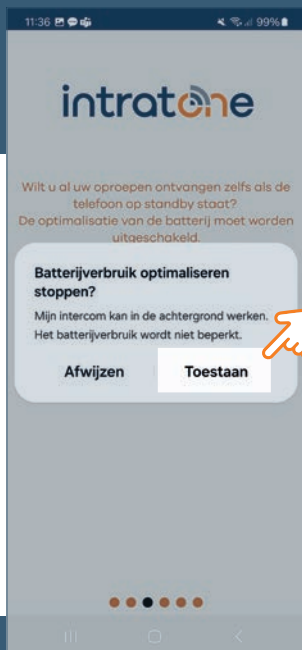 11:36 99%
intratone
Wilt u al uw oproepen ontvangen zelfs als de
telefoon op standby staat?
De optimalisatie van de batterij moet worden
uitgeschakeld.
Batterijverbruik optimaliseren
stoppen?
Mijn intercom kan in de achtergrond werken.
Het batterijverbruik wordt niet beperkt.
Afwijzen Toestaan